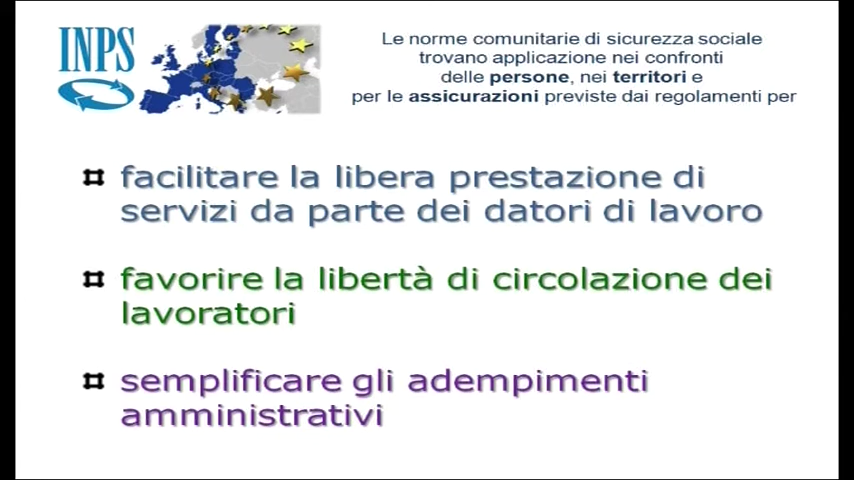 INPS
Le norme comunitarie di sicurezza sociale
trovano applicazione nei confronti
delle persone, nei territori e
per le assicurazioni previste dai regolamenti per
facilitare la libera prestazione di
servizi da parte dei datori di lavoro
favorire la libertà di circolazione dei
lavoratori
semplificare gli adempimenti
amministrativi